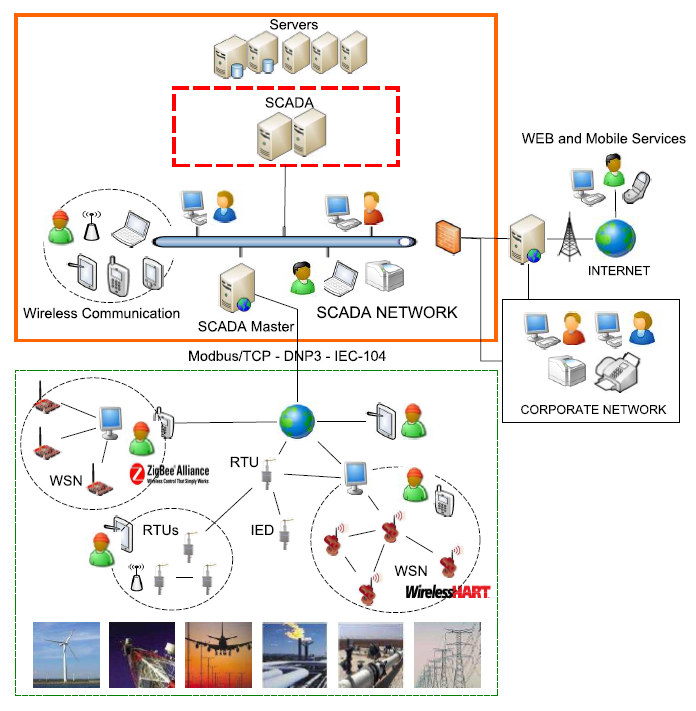 Servers
SCADA
WEB and Mobile Services
INTERNET
Wireless Communication
SCADA Master
SCADA NETWORK
Modbus/TCP - DNP3 - IEC-104
CORPORATE NETWORK
WSN
ZigBee Alliance
Wireless Control That Simply Works
RTU
RTUs
IED
WSN
WirelessHART